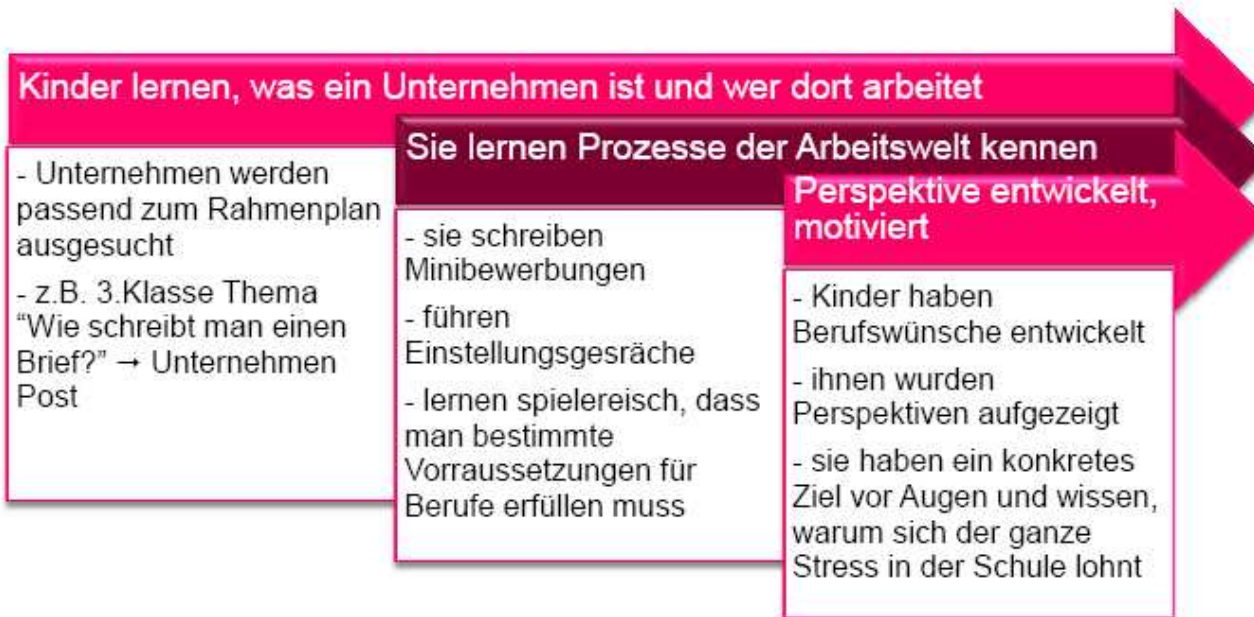 Kinder lernen, was ein Unternehmen ist und wer dort arbeitet
- Unternehmen werden
passend zum Rahmenplan
ausgesucht
- z.B. 3.Klasse Thema
“Wie schreibt man einen
Brief?” → Unternehmen
Post
Sie lernen Prozesse der Arbeitswelt kennen
- sie schreiben
Minibewerbungen
- führen
Einstellungsgesräche
- lernen spielereisch, dass
man bestimmte
Vorraussetzungen für
Berufe erfüllen muss
Perspektive entwickelt,
motiviert
- Kinder haben
Berufswünsche entwickelt
- ihnen wurden
Perspektiven aufgezeigt
- sie haben ein konkretes
Ziel vor Augen und wissen,
warum sich der ganze
Stress in der Schule lohnt